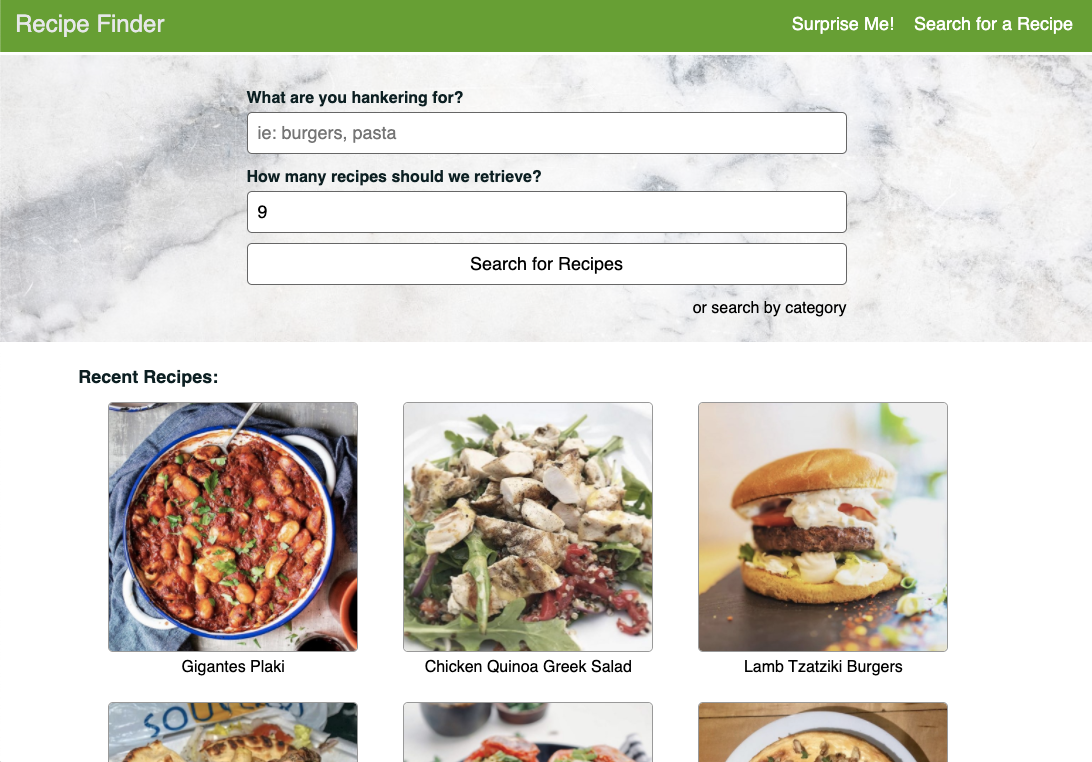 Recipe Finder
Surprise Me! Search for a Recipe
What are you hankering for?
ie: burgers, pasta
How many recipes should we retrieve?
9
Search for Recipes
or search by category
Recent Recipes:
Gigantes Plaki
Chicken Quinoa Greek Salad
Lamb Tzatziki Burgers